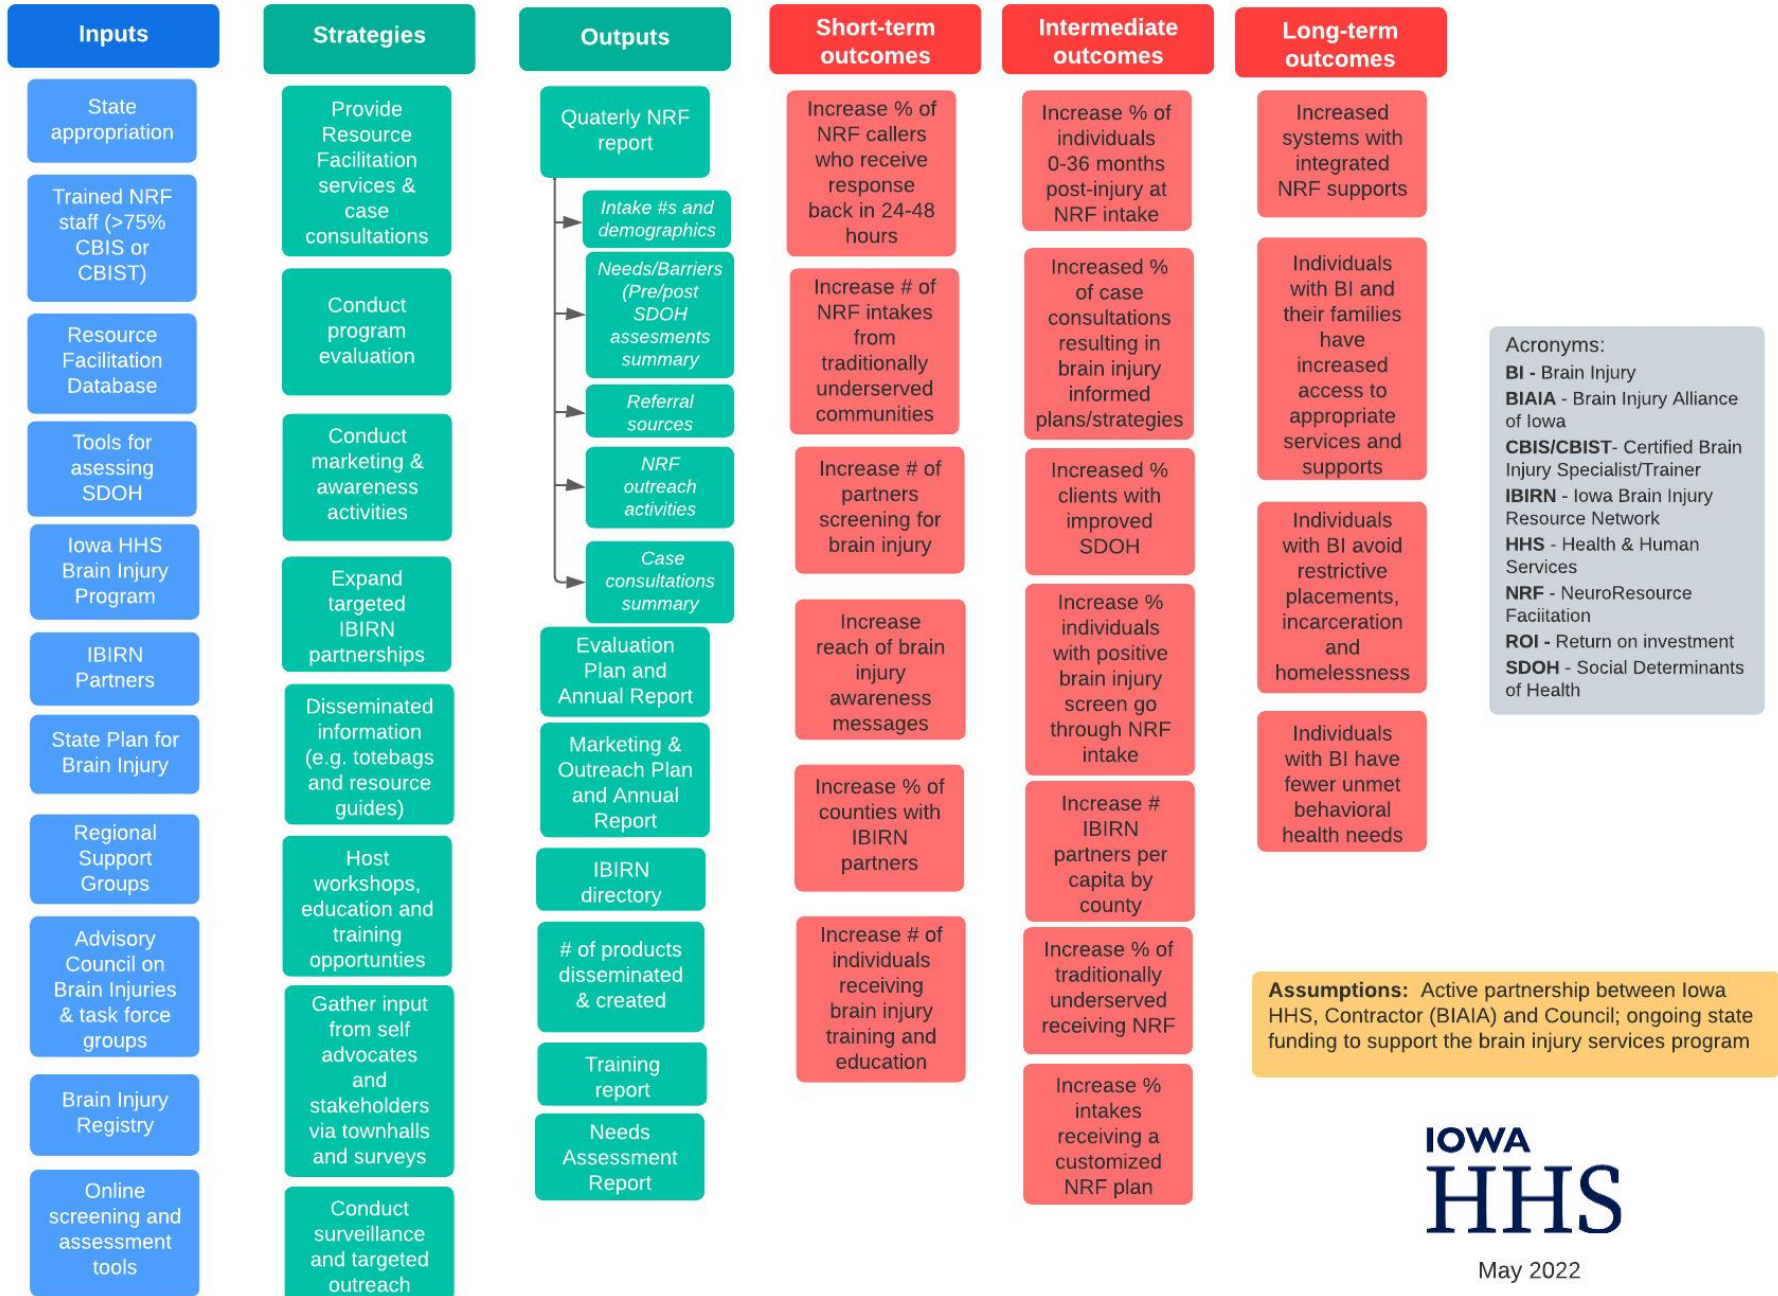 Inputs
State
appropriation
Trained NRF
staff (>75%
CBIS or
CBIST)
Resource
Facilitation
Database
Tools for
asessing
SDOH
Iowa HHS
Brain Injury
Program
IBIRN
Partners
State Plan for
Brain Injury
Regional
Support
Groups
Advisory
Council on
Brain Injuries
& task force
groups
Brain Injury
Registry
Online
screening and
assessment
tools
Strategies
Provide
Resource
Facilitation
services &
case
consultations
Conduct
program
evaluation
Conduct
marketing &
awareness
activities
Expand
targeted
IBIRN
partnerships
Disseminated
information
(e.g. totebags
and resource
guides)
Host
workshops,
education and
training
opportunties
Gather input
from self
advocates
and
stakeholders
via townhalls
and surveys
Conduct
surveillance
and targeted
outreach
Outputs
Quaterly NRF
report
Intake #s and
demographics
Needs/Barriers
(Pre/post
SDOH
assesments
summary
Referral
sources
NRF
outreach
activities
Case
consultations
summary
Evaluation
Plan and
Annual Report
Marketing &
Outreach Plan
and Annual
Report
IBIRN
directory
# of products
disseminated
& created
Training
report
Needs
Assessment
Report
Short-term
outcomes
Increase % of
NRF callers
who receive
response
back in 24-48
hours
Increase # of
NRF intakes
from
traditionally
underserved
communities
Increase # of
partners
screening for
brain injury
Increase
reach of brain
injury
awareness
messages
Increase % of
counties with
IBIRN
partners
Increase # of
individuals
receiving
brain injury
training and
education
Intermediate
outcomes
Increase % of
individuals
0-36 months
post-injury at
NRF intake
Increased %
of case
consultations
resulting in
brain injury
informed
plans/strategies
Increased %
clients with
improved
SDOH
Increase %
individuals
with positive
brain injury
screen go
through NRF
intake
Increase #
IBIRN
partners per
capita by
county
Increase % of
traditionally
underserved
receiving NRF
Increase %
intakes
receiving a
customized
NRF plan
Long-term
outcomes
Increased
systems with
integrated
NRF supports
Individuals
with BI and
their families
have
increased
access to
appropriate
services and
supports
Individuals
with BI avoid
restrictive
placements,
incarceration
and
homelessness
Individuals
with BI have
fewer unmet
behavioral
health needs
Acronyms:
BI - Brain Injury
BIAIA - Brain Injury Alliance
of Iowa
CBIS/CBIST- Certified Brain
Injury Specialist/Trainer
IBIRN - Iowa Brain Injury
Resource Network
HHS - Health & Human
Services
NRF - NeuroResource
Faciitation
ROI - Return on investment
SDOH - Social Determinants
of Health
Assumptions: Active partnership between Iowa
HHS, Contractor (BIAIA) and Council; ongoing state
funding to support the brain injury services program
IOWA
HHS
May 2022